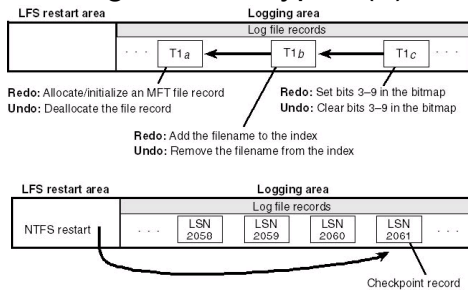 LFS restart area Logging area
Log file records
. . . T1a T1b T1c . . .
Redo: Allocate/initialize an MFT file record
Undo: Deallocate the file record
Redo: Set bits 3–9 in the bitmap
Undo: Clear bits 3–9 in the bitmap
Redo: Add the filename to the index
Undo: Remove the filename from the index
LFS restart area Logging area
Log file records
NTFS restart . . . LSN 2058 LSN 2059 LSN 2060 LSN 2061 . . .
Checkpoint record